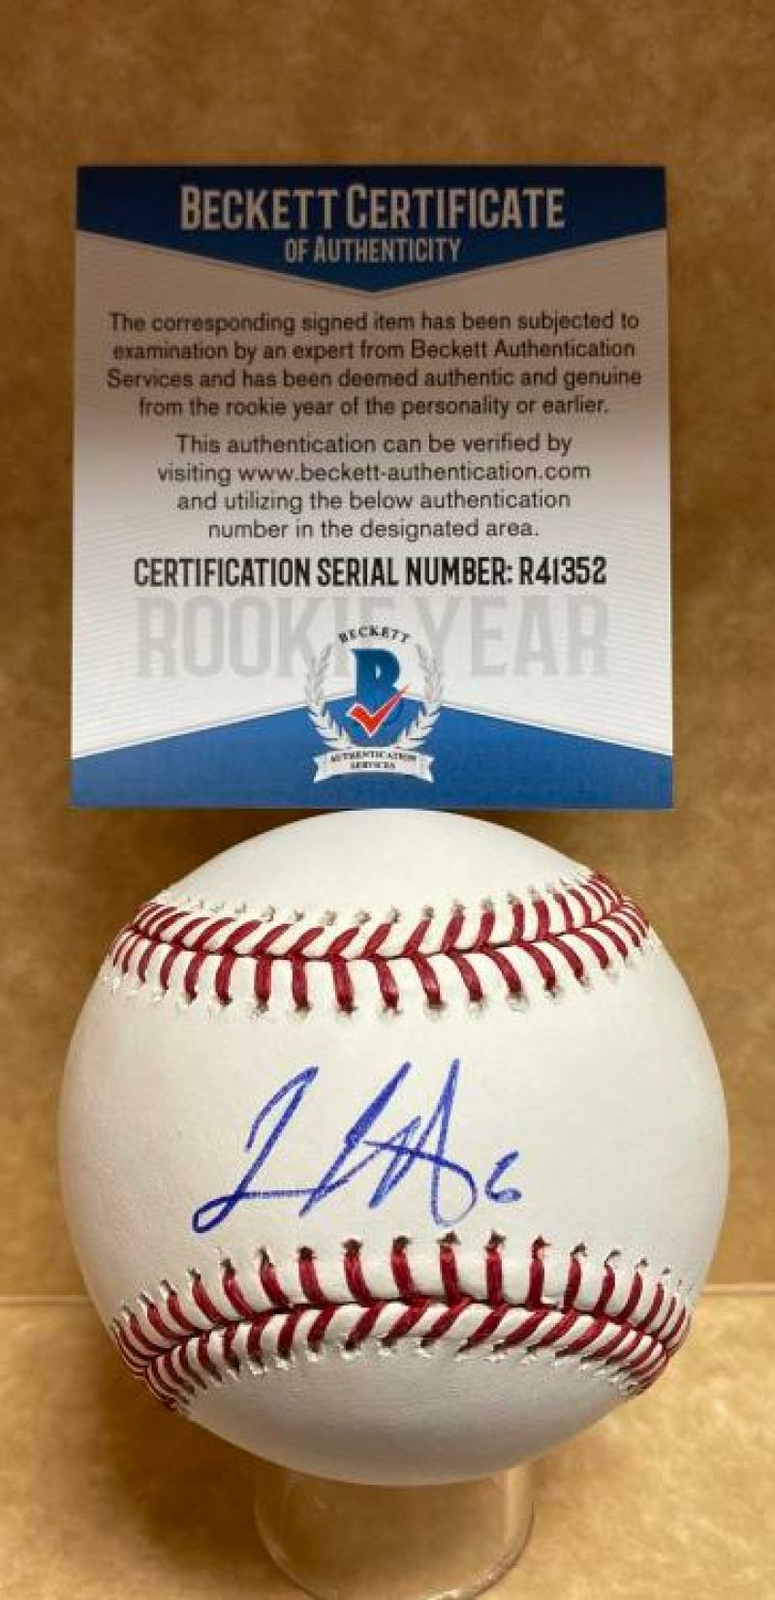 BECKETT CERTIFICATE
OF AUTHENTICITY
The corresponding signed item has been subjected to
examination by an expert from Beckett Authentication
Services and has been deemed authentic and genuine
from the rookie year of the personality or earlier.
This authentication can be verified by
visiting www.beckett-authentication.com
and utilizing the below authentication
number in the designated area.
CERTIFICATION SERIAL NUMBER: R41352
ROOKIE YEAR
BECKETT
B
AUTHENTICATION
SERVICES
6